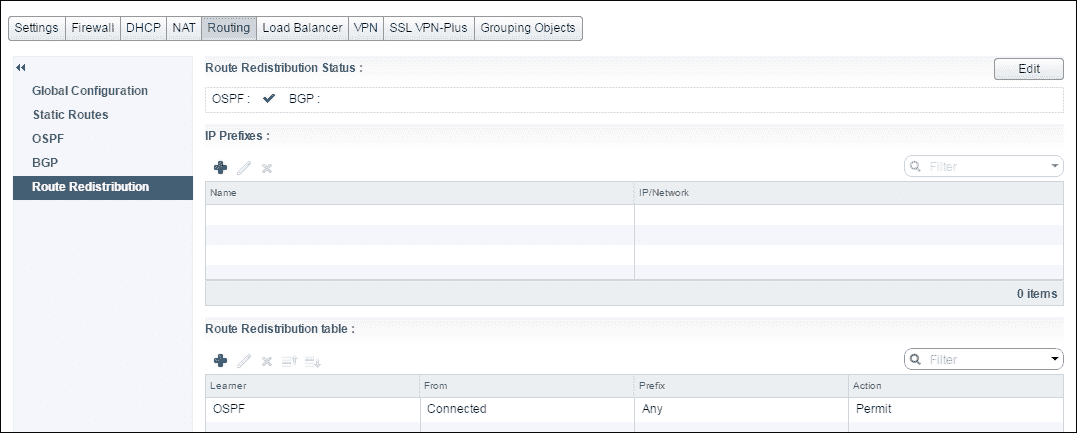 Settings Firewall DHCP NAT Routing Load Balancer VPN SSL VPN-Plus Grouping Objects
Global Configuration
Static Routes
OSPF
BGP
Route Redistribution
Route Redistribution Status :
Edit
OSPF : BGP :
IP Prefixes :
Filter
Name IP/Network
0 items
Route Redistribution table :
Filter
Learner From Prefix Action
OSPF Connected Any Permit